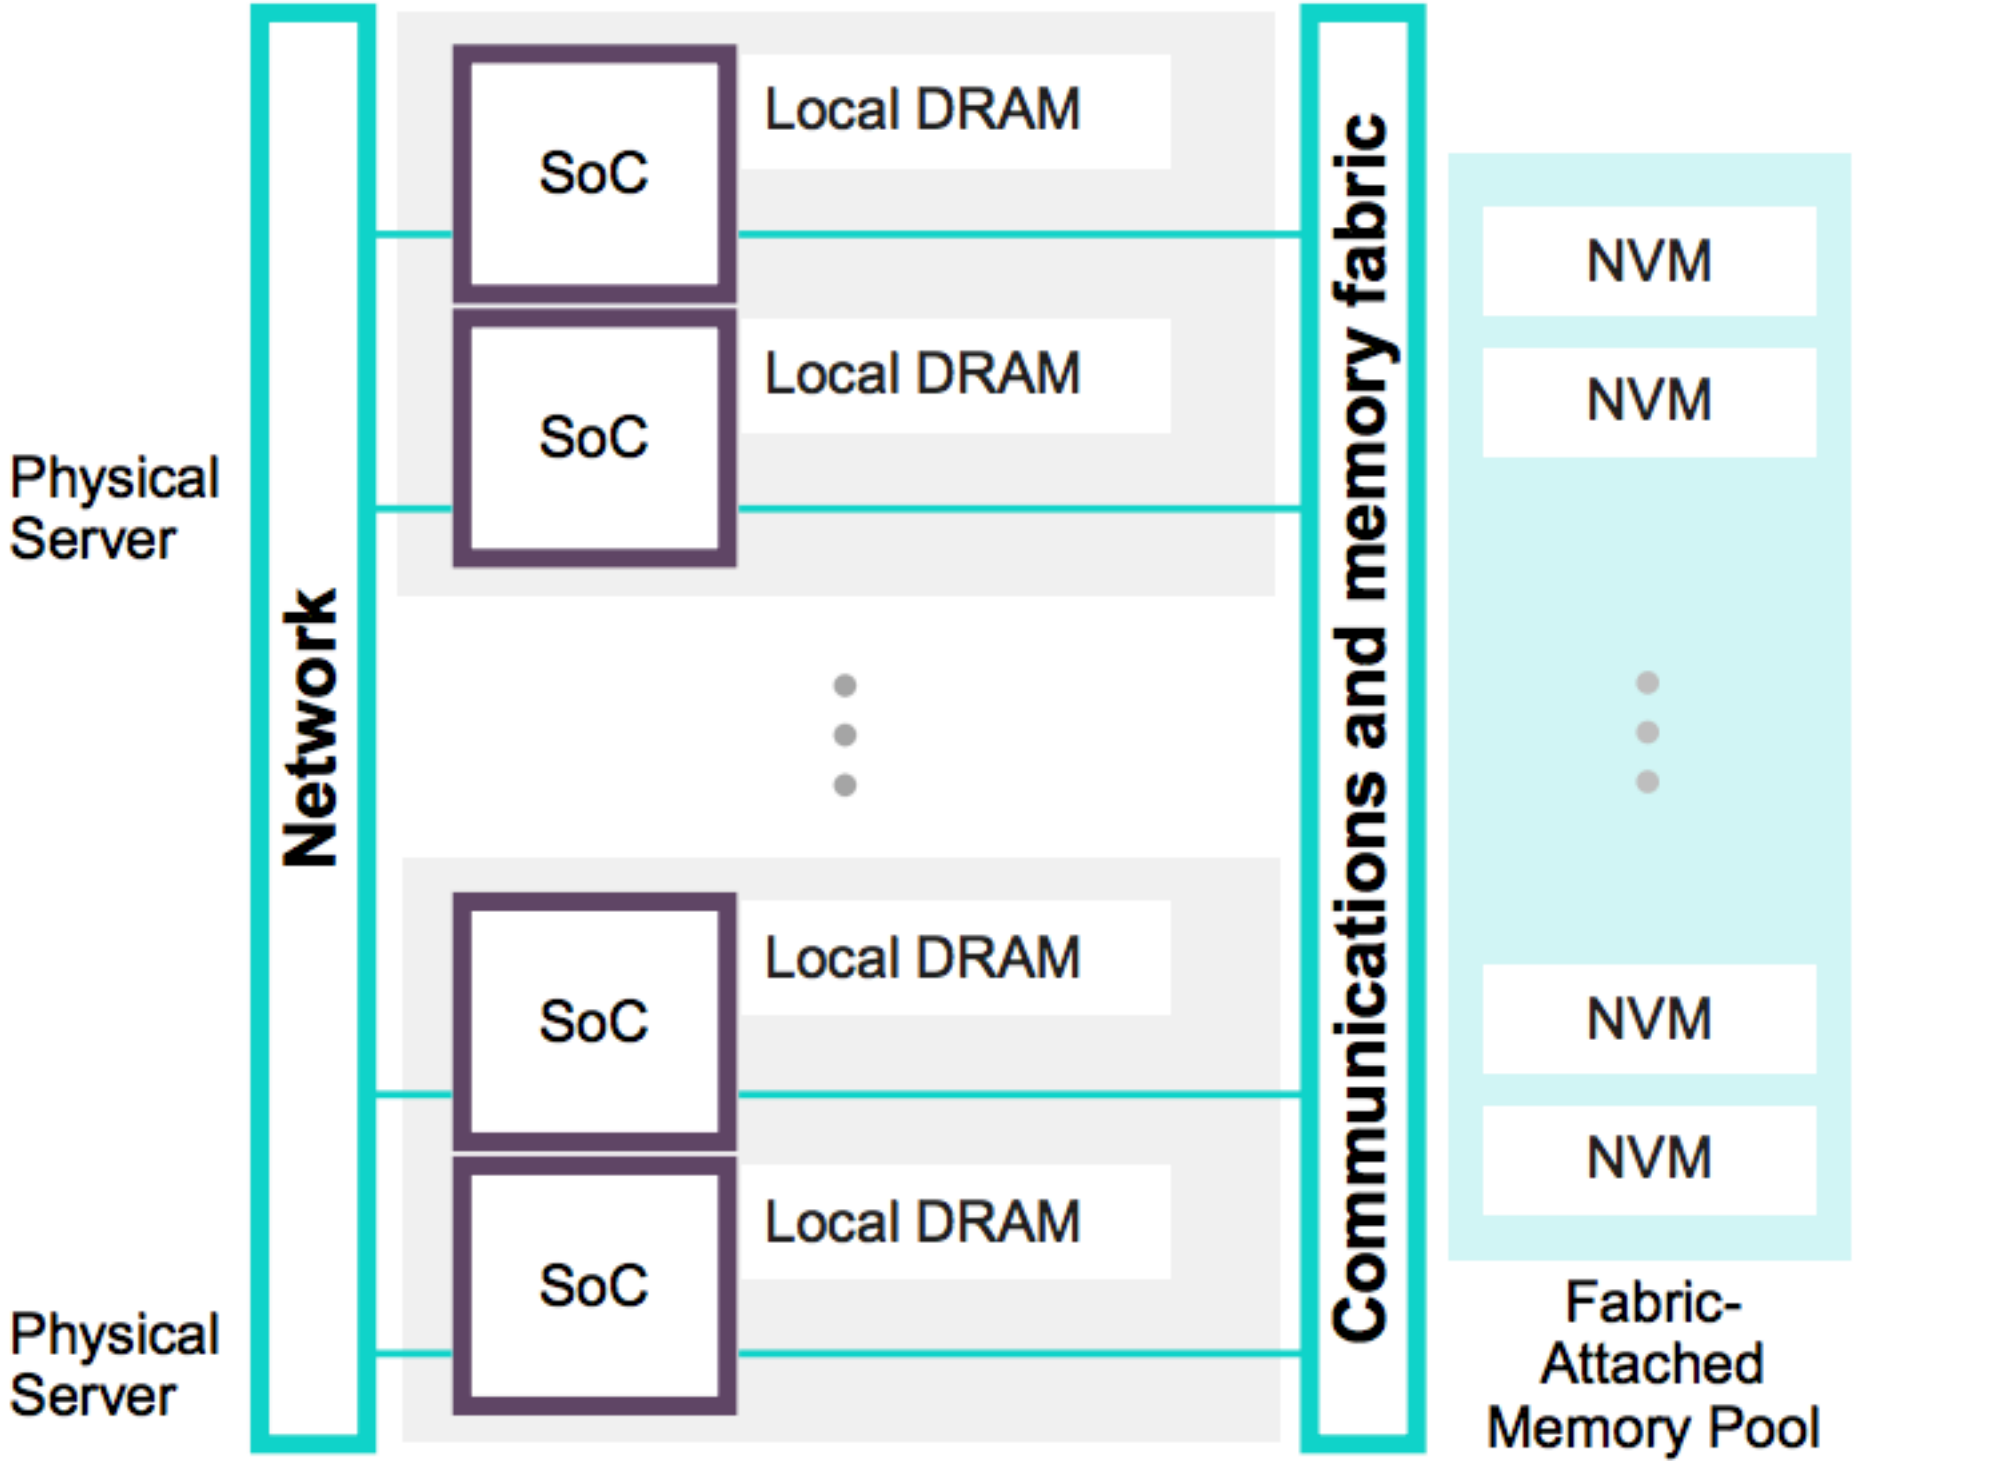 Physical
Server
Physical
Server
Network
SoC
Local DRAM
SoC
Local DRAM
SoC
Local DRAM
SoC
Local DRAM
Communications and memory fabric
NVM
NVM
NVM
NVM
Fabric-
Attached
Memory Pool